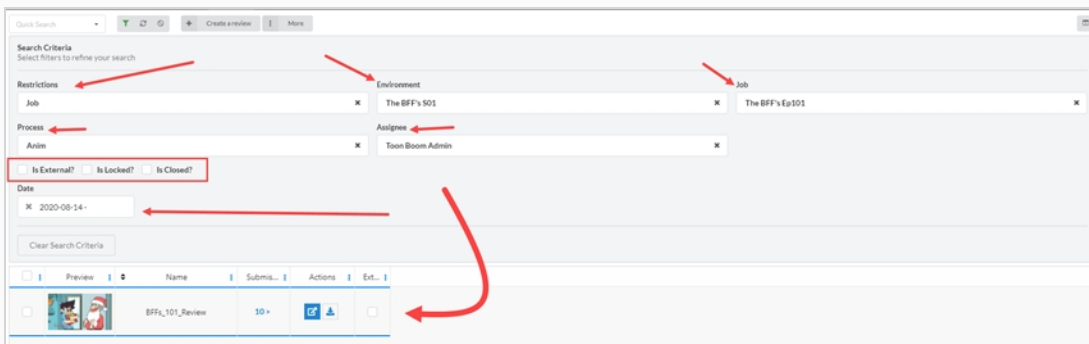 Quick Search
+ Create a review More
Search Criteria
Select filters to refine your search
Restrictions Environment Job
Job × The BFF's S01 × The BFF's Ep101 ×
Process Assignee
Anim × Toon Boom Admin ×
Is External? Is Locked? Is Closed?
Date
× 2020-08-14 -
Clear Search Criteria
Preview Name Submis... Actions Ext...
BFFs_101_Review 10